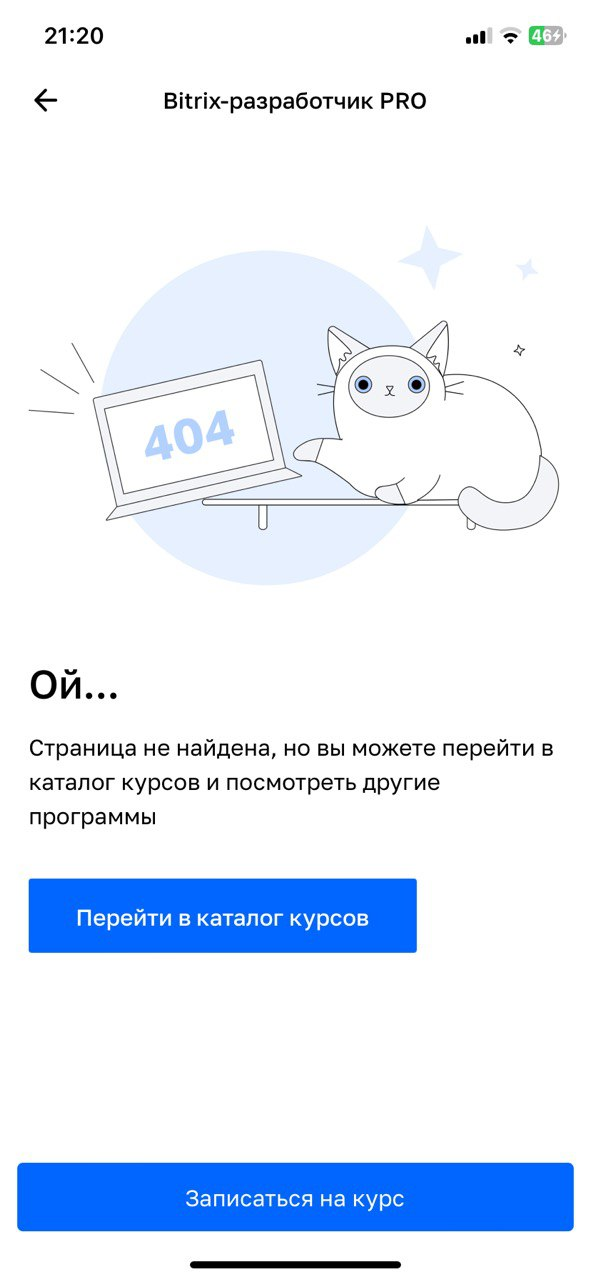 21:20
46
Bitrix-разработчик PRO
404
Ой...
Страница не найдена, но вы можете перейти в
каталог курсов и посмотреть другие
программы
Перейти в каталог курсов
Записаться на курс